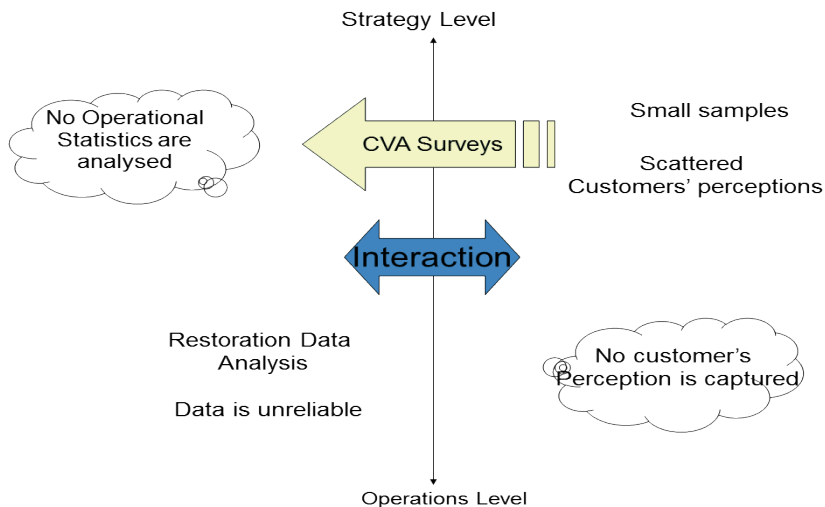 Strategy Level
No Operational
Statistics are
analysed
CVA Surveys
Small samples
Scattered
Customers' perceptions
Interaction
Restoration Data
Analysis
Data is unreliable
No customer’s
Perception is captured
Operations Level